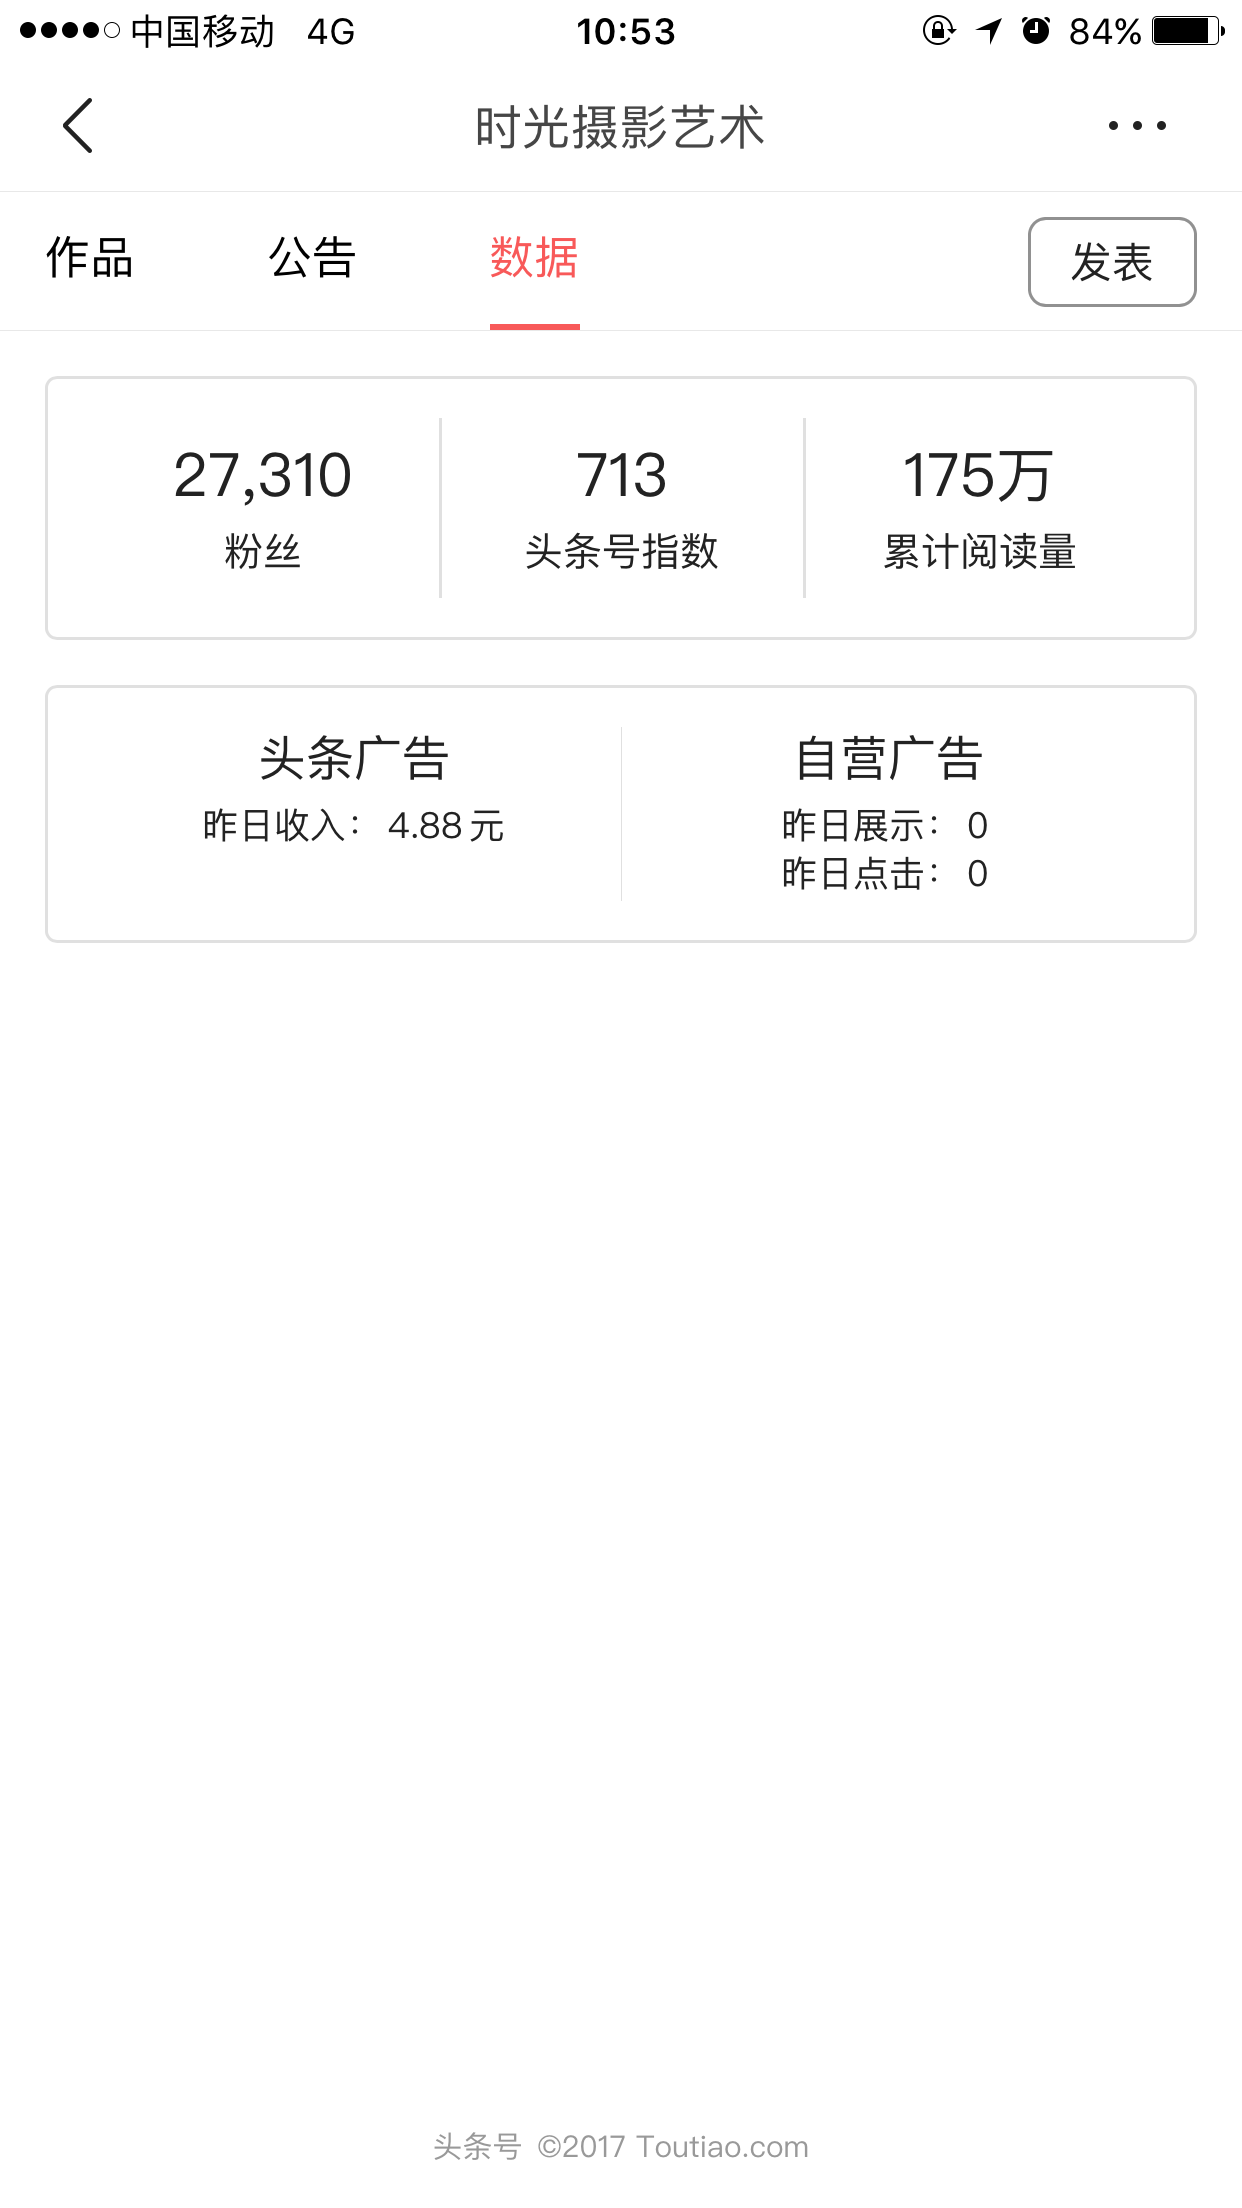 中国移动 4G 10:53 84%
时光摄影艺术
作品 公告 数据 发表
27,310 713 175万
粉丝 头条号指数 累计阅读量
头条广告 自营广告
昨日收入： 4.88 元 昨日展示： 0
昨日点击： 0
头条号 ©2017 Toutiao.com